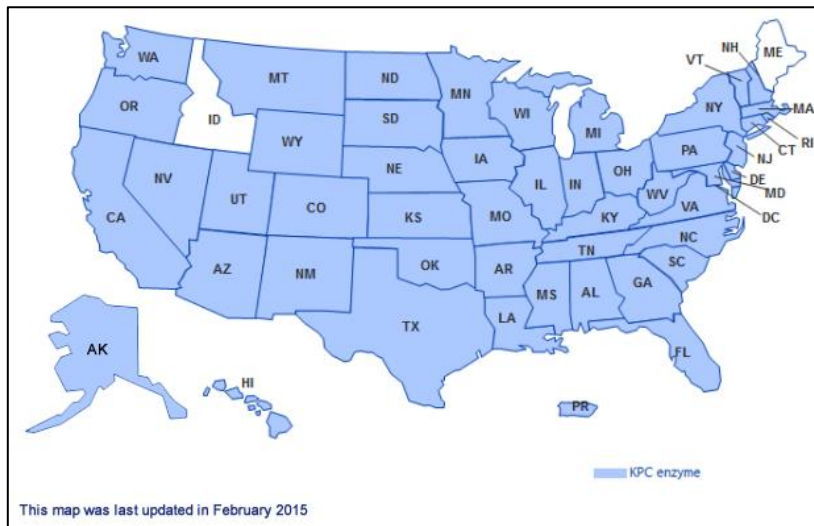 WA
MT
ND
MN
VT
NH
ME
OR
ID
SD
WI
MI
NY
MA
WY
RI
CT
IA
NE
PA
NJ
NV
UT
CO
IL
IN
OH
DE
MD
DC
CA
KS
MO
WV
VA
KY
NC
TN
AZ
NM
OK
AR
SC
MS
AL
GA
TX
LA
FL
AK
HI
PR
KPC enzyme
This map was last updated in February 2015